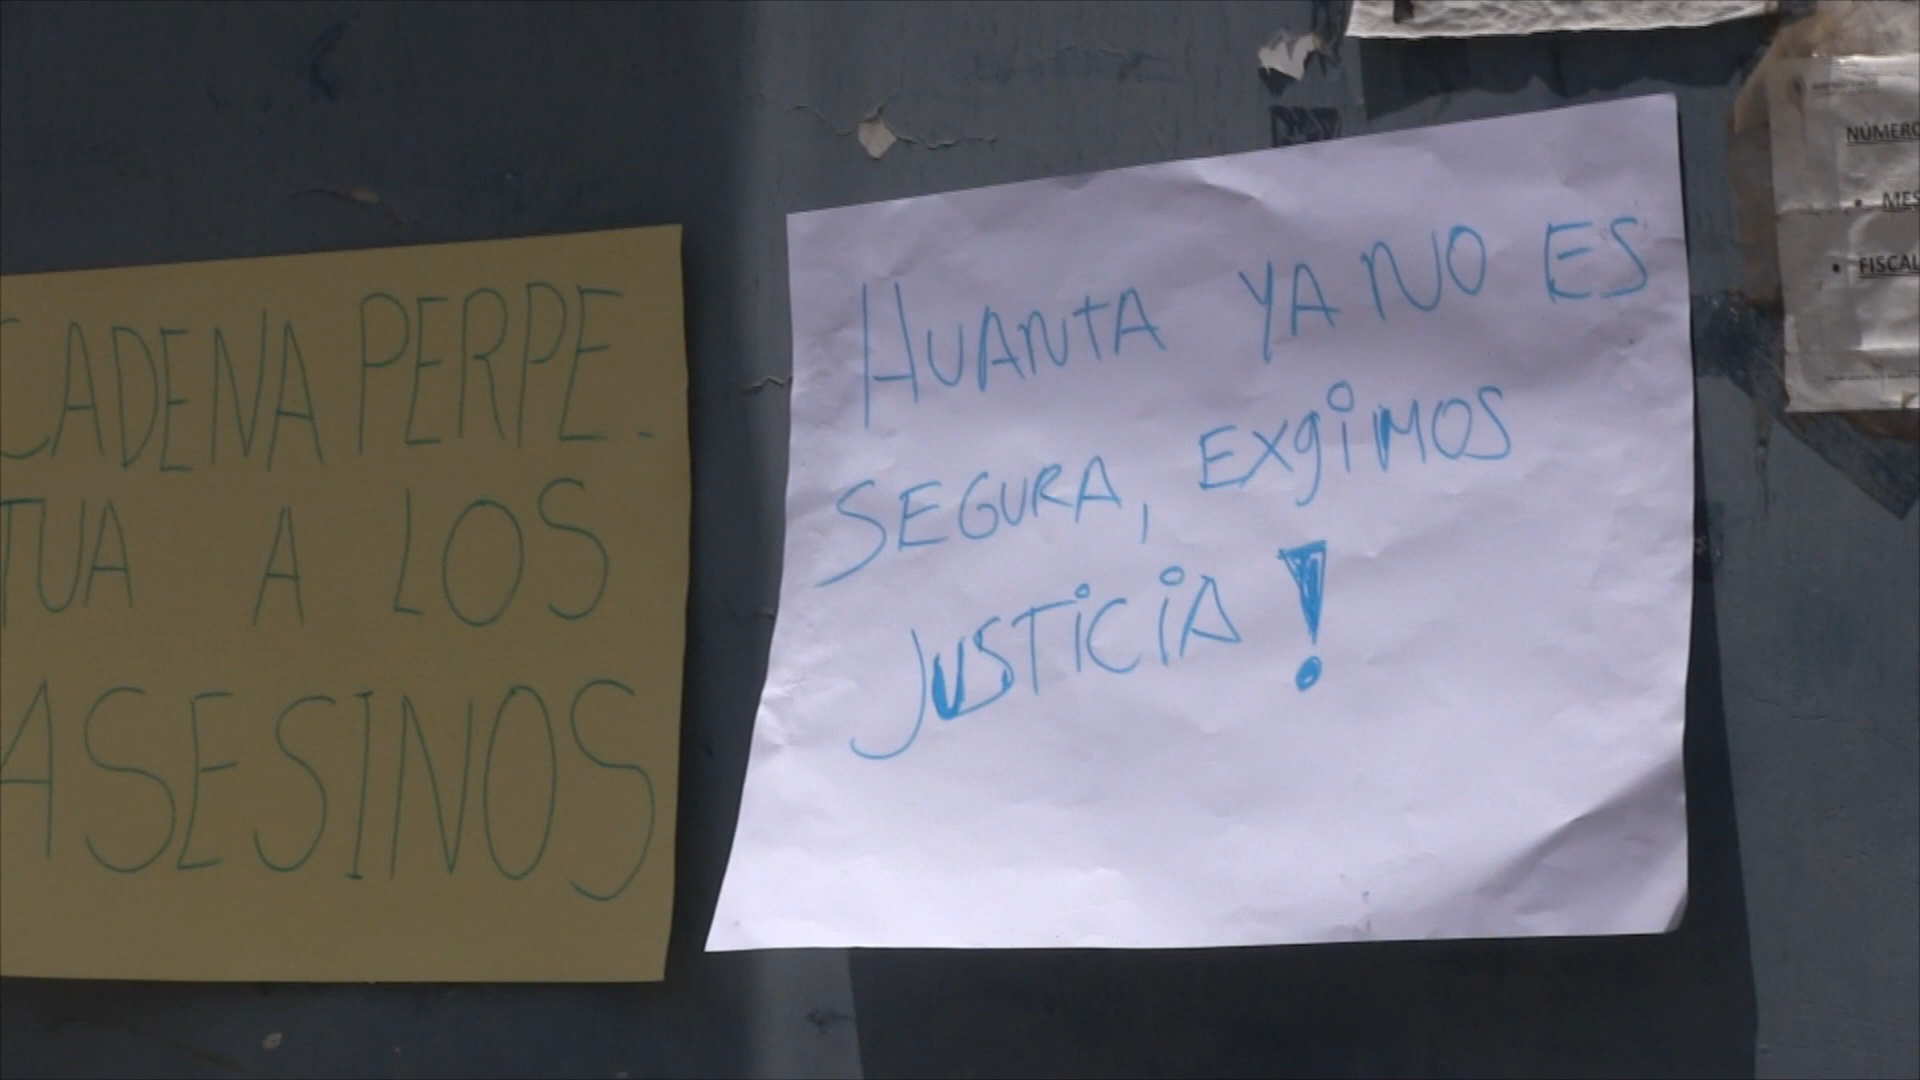 CADENA PERPE-
TUA A LOS
ASESINOS
HUANTA YA NO ES
SEGURA, EXgiMOS
JUSTiCiA!
NÚMERO
• MES
• FISCAL